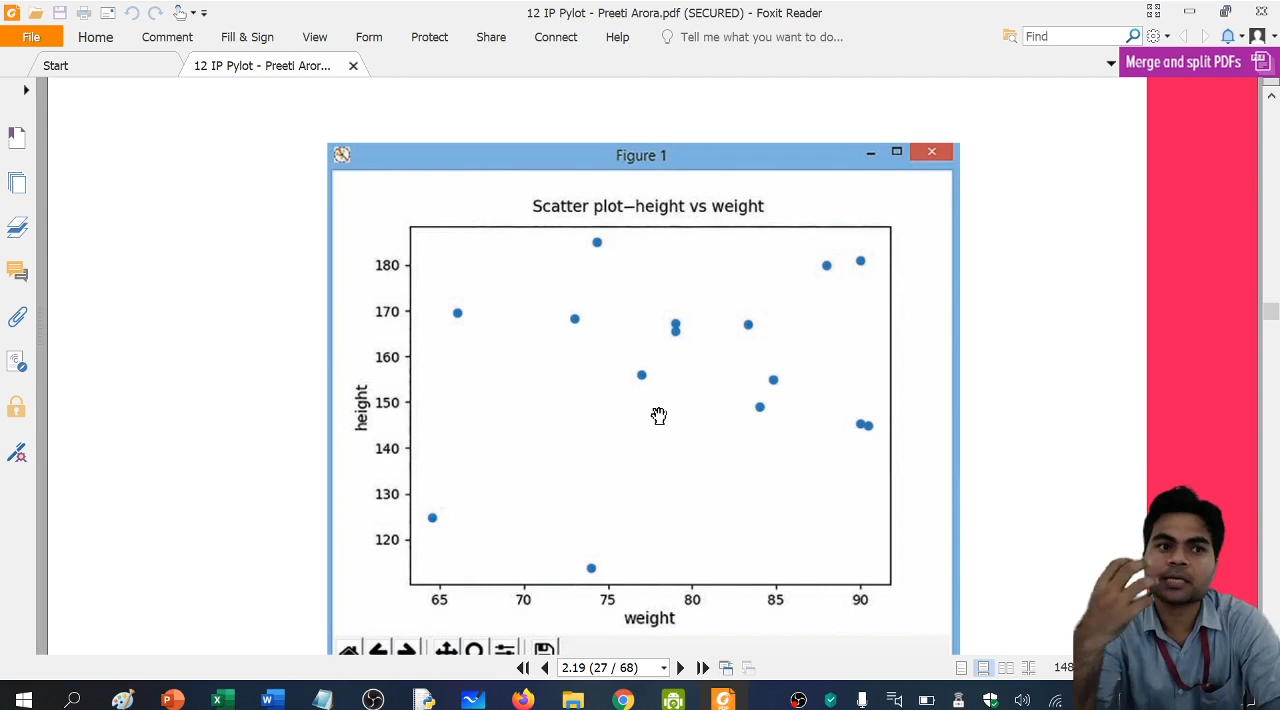 12 IP Pylot - Preeti Arora.pdf (SECURED) - Foxit Reader
File Home Comment Fill & Sign View Form Protect Share Connect Help Tell me what you want to do... Find
Start 12 IP Pylot - Preeti Aror... Merge and split PDFs
Figure 1
Scatter plot−height vs weight
180
170
160
150
140
130
120
height
65 70 75 80 85 90
weight
2.19 (27 / 68) 148